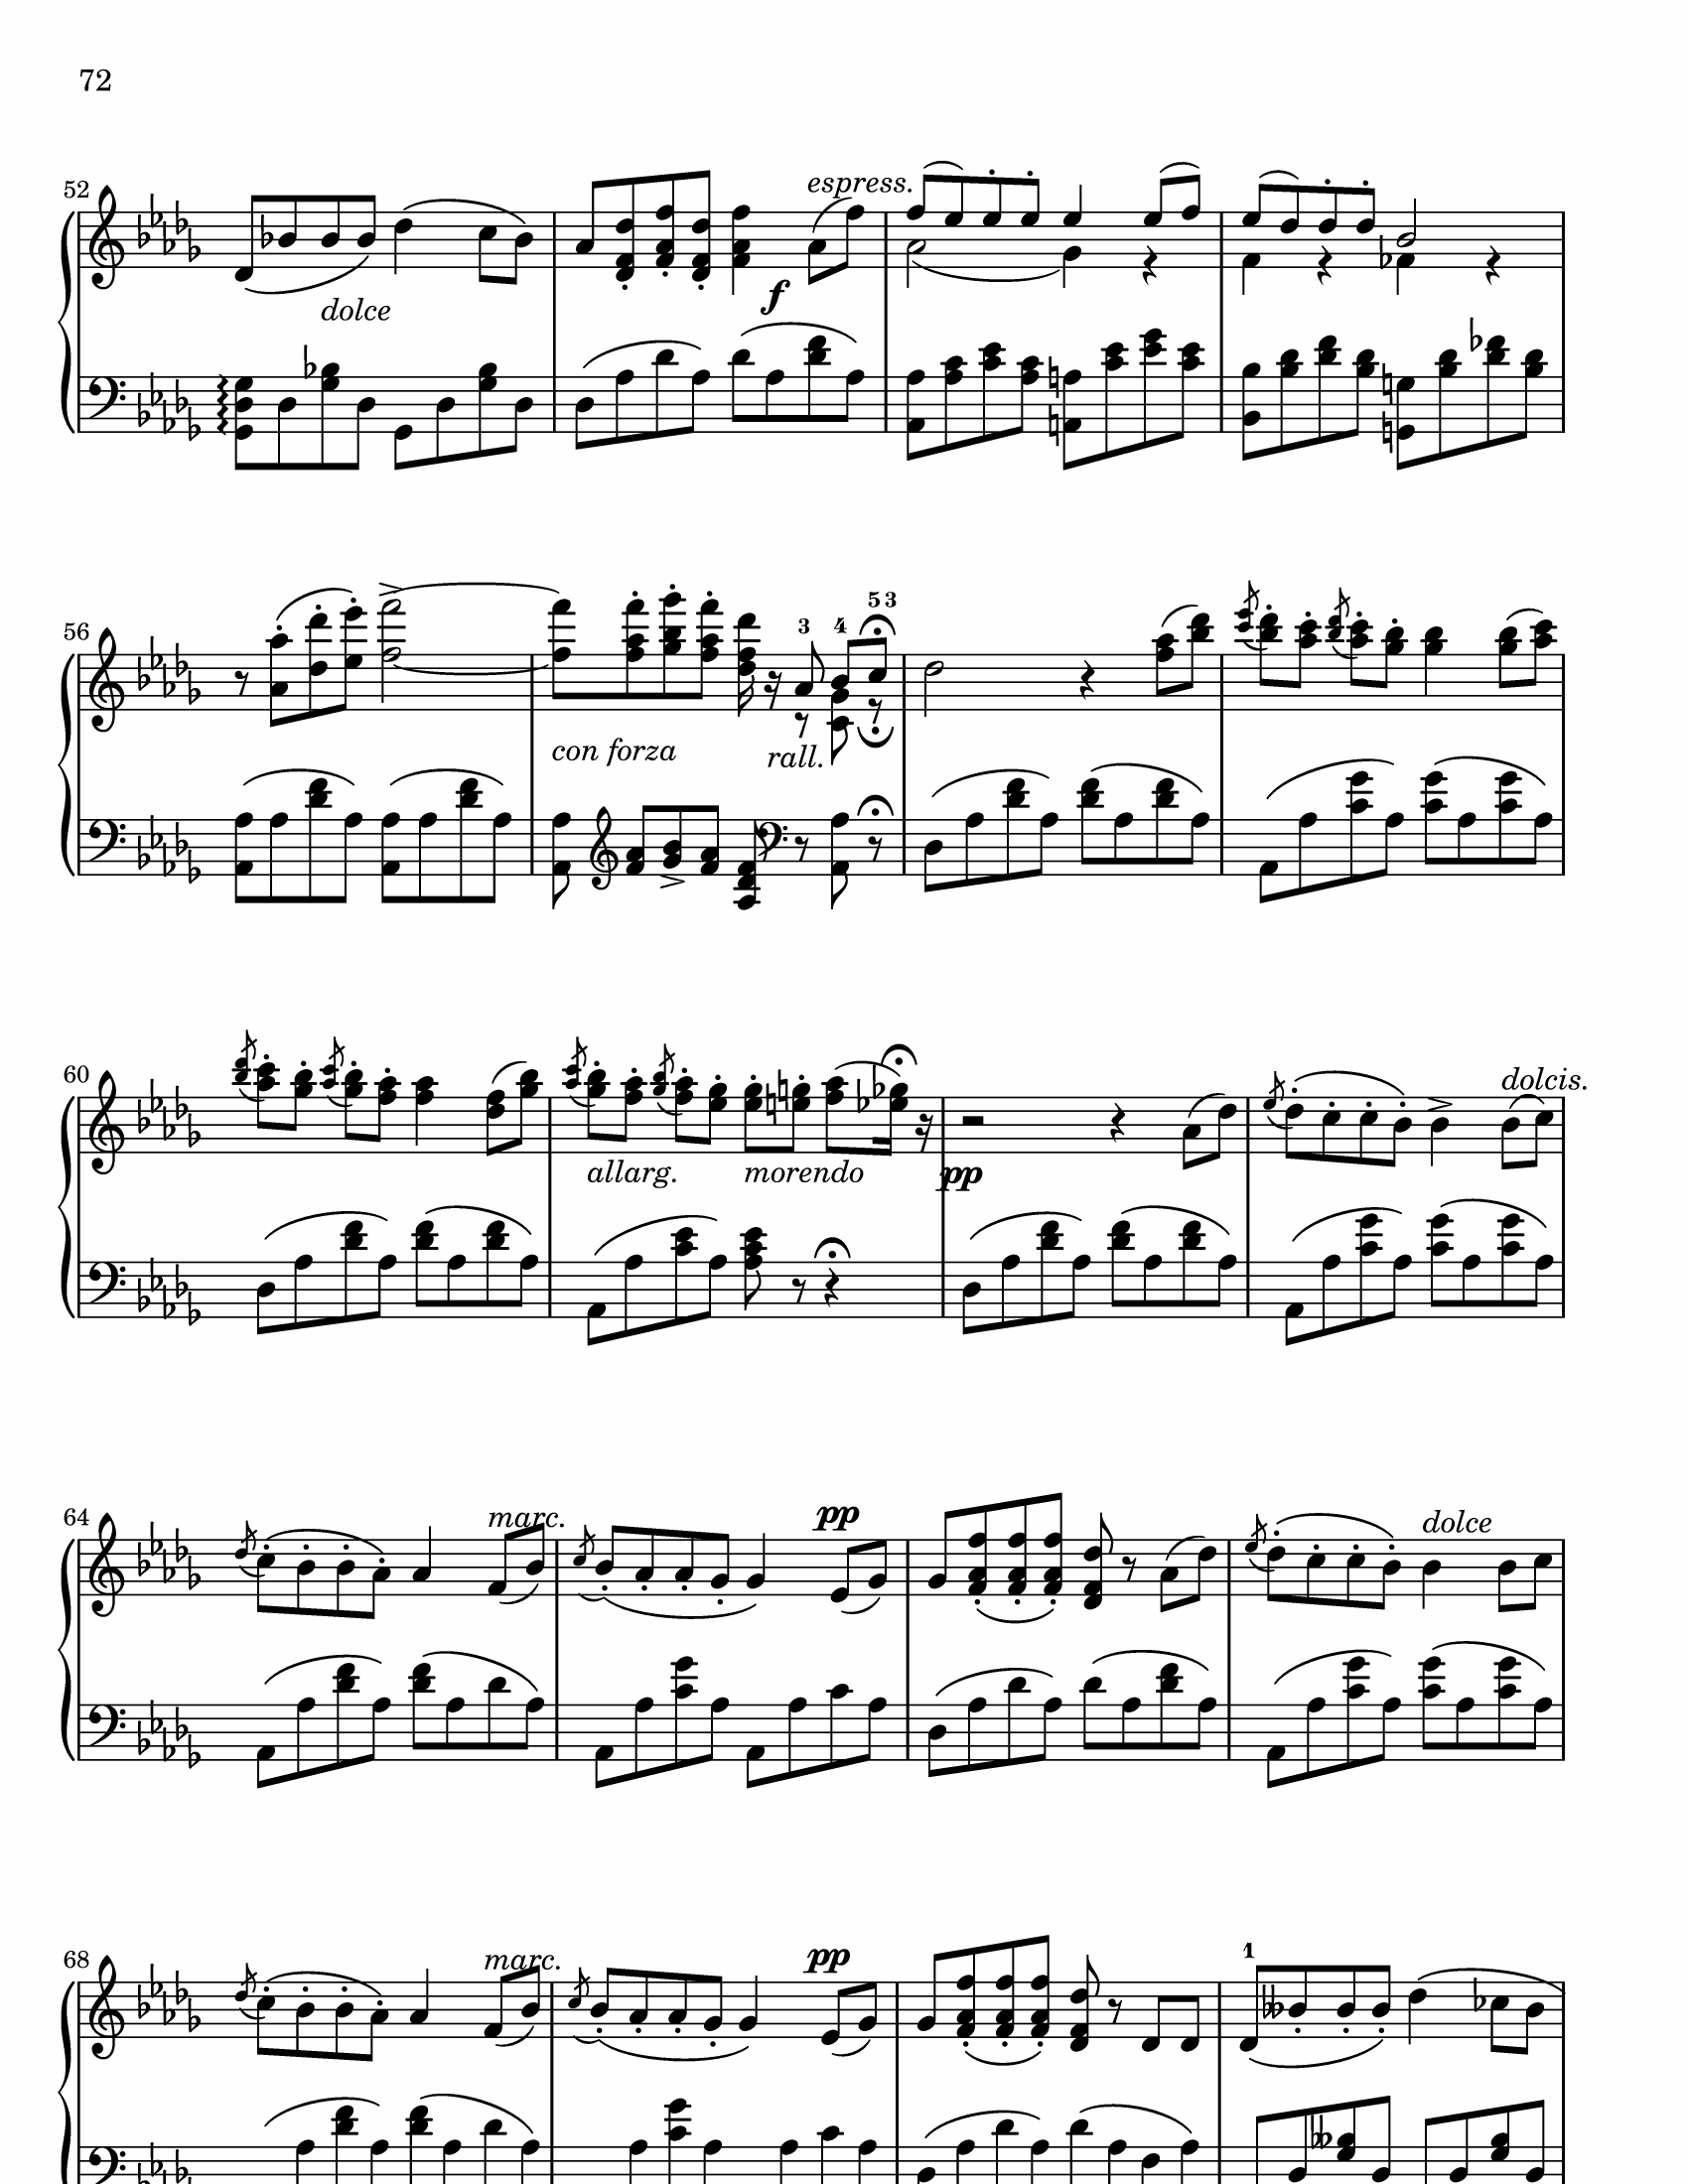 72
espress.
52
dolce
f
56
3 4 5 3
con forza
rall.
60
allarg. morendo
pp
dolcis.
64
marc.
pp
dolce
68
marc.
pp
1